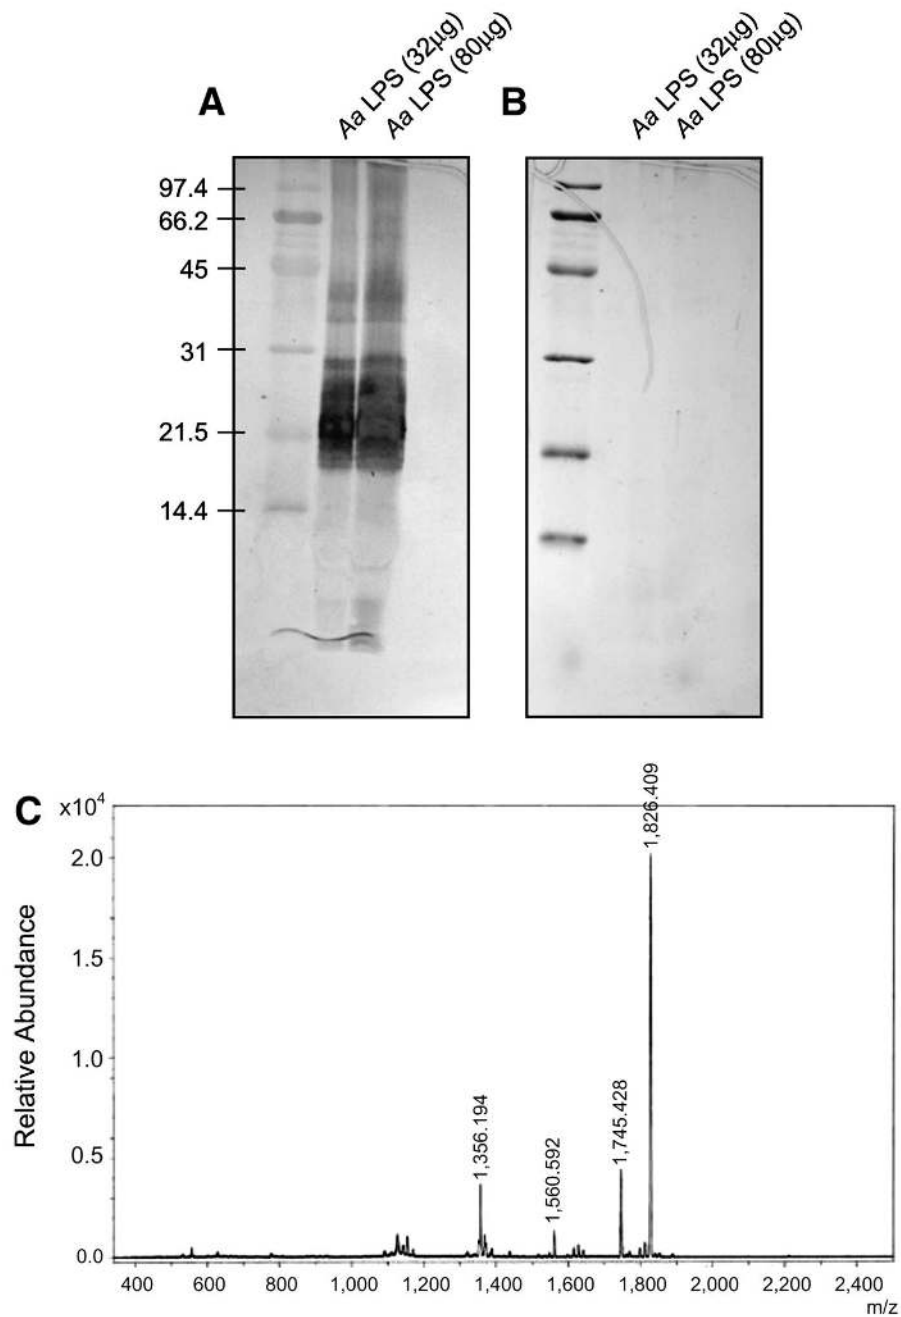 A
Aa LPS (32µg)
Aa LPS (80µg)
B
Aa LPS (32µg)
Aa LPS (80µg)
97.4
66.2
45
31
21.5
14.4
C
x10⁴
Relative Abundance
2.0
1.5
1.0
0.5
0.0
1,356.194
1,560.592
1,745.428
1,826.409
400 600 800 1,000 1,200 1,400 1,600 1,800 2,000 2,200 2,400
m/z